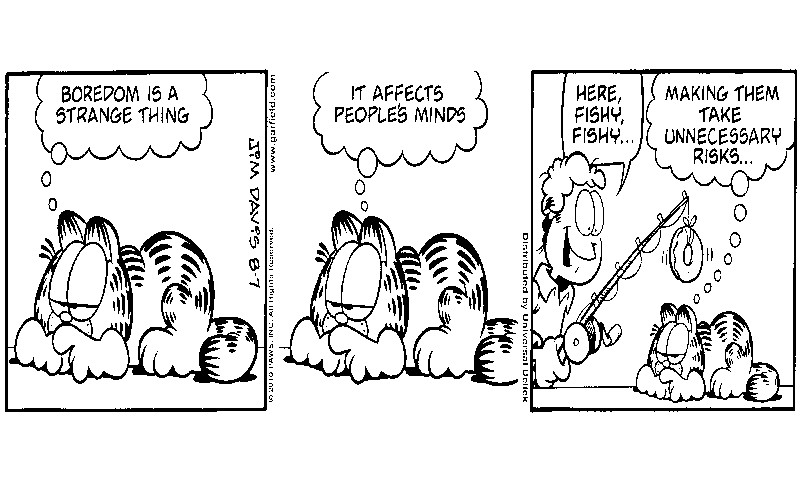 BOREDOM IS A
STRANGE THING
JIM DAVIS 8-7
www.garfield.com
© 2010 PAWS, INC. All Rights Reserved.
IT AFFECTS
PEOPLE'S MINDS
HERE,
FISHY,
FISHY...
MAKING THEM
TAKE
UNNECESSARY
RISKS...
Distributed by Universal Uclick